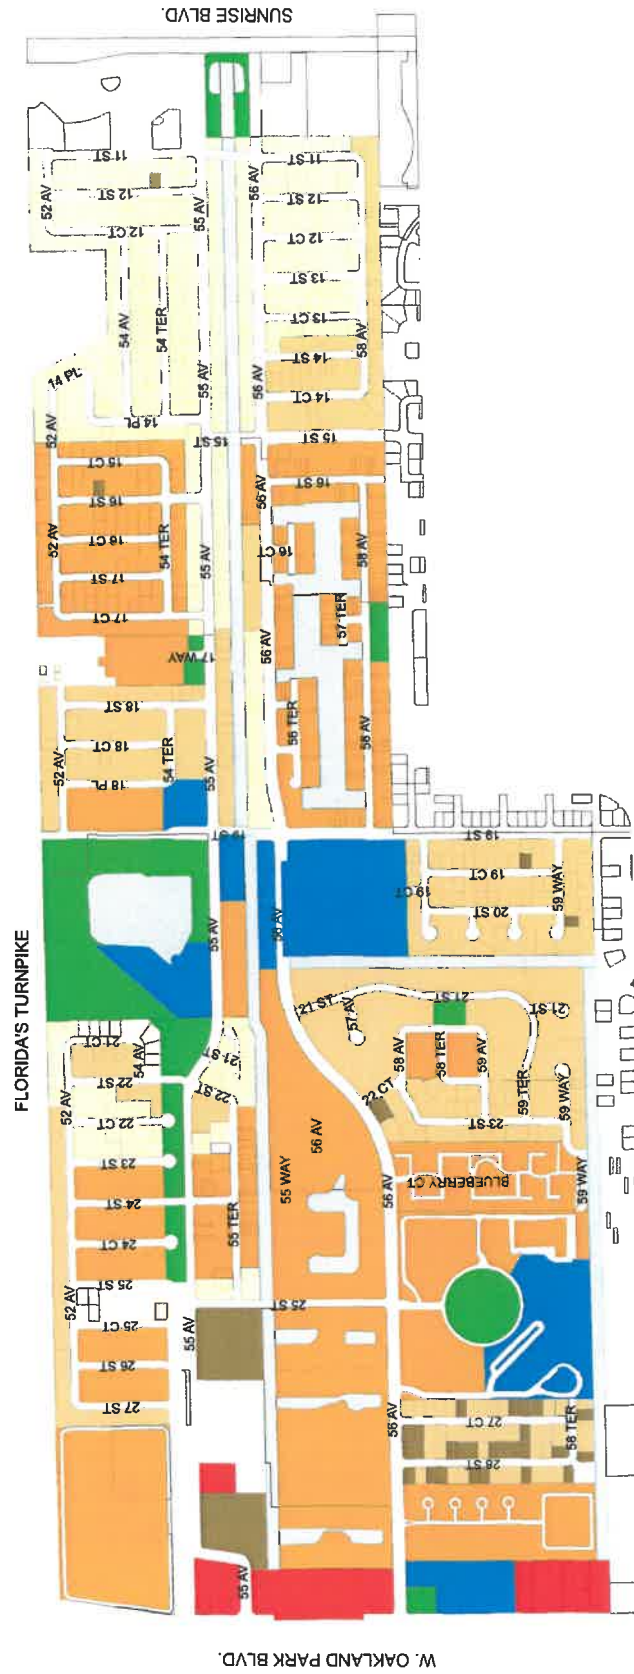 SUNRISE BLVD.
FLORIDA'S TURNPIKE
W. OAKLAND PARK BLVD.
11 ST
12 ST
12 CT
52 AV
55 AV
54 AV
54 TER
14 PL
14 PL
52 AV
55 AV
15 ST
56 AV
11 ST
12 ST
12 CT
13 ST
13 CT
14 ST
14 CT
58 AV
56 AV
15 ST
15 CT
16 ST
16 CT
17 ST
17 CT
52 AV
54 TER
55 AV
56 AV
16 ST
16 CT
58 AV
57 TER
17 WAY
56 AV
18 ST
18 CT
18 PL
52 AV
54 TER
55 AV
56 TER
56 AV
19 ST
19 ST
19 CT
19 CT
20 ST
59 WAY
55 AV
56 AV
21 CT
54 AV
52 AV
22 ST
22 CT
23 ST
24 ST
24 CT
25 ST
21 ST
22 ST
55 TER
55 WAY
56 AV
21 ST
57 AV
21 ST
21 ST
58 AV
58 TER
59 AV
59 TER
22 CT
23 ST
59 WAY
56 AV
BLUEBERRY CT
59 WAY
52 AV
25 CT
26 ST
27 ST
55 AV
25 ST
56 AV
27 CT
28 ST
58 TER
55 AV